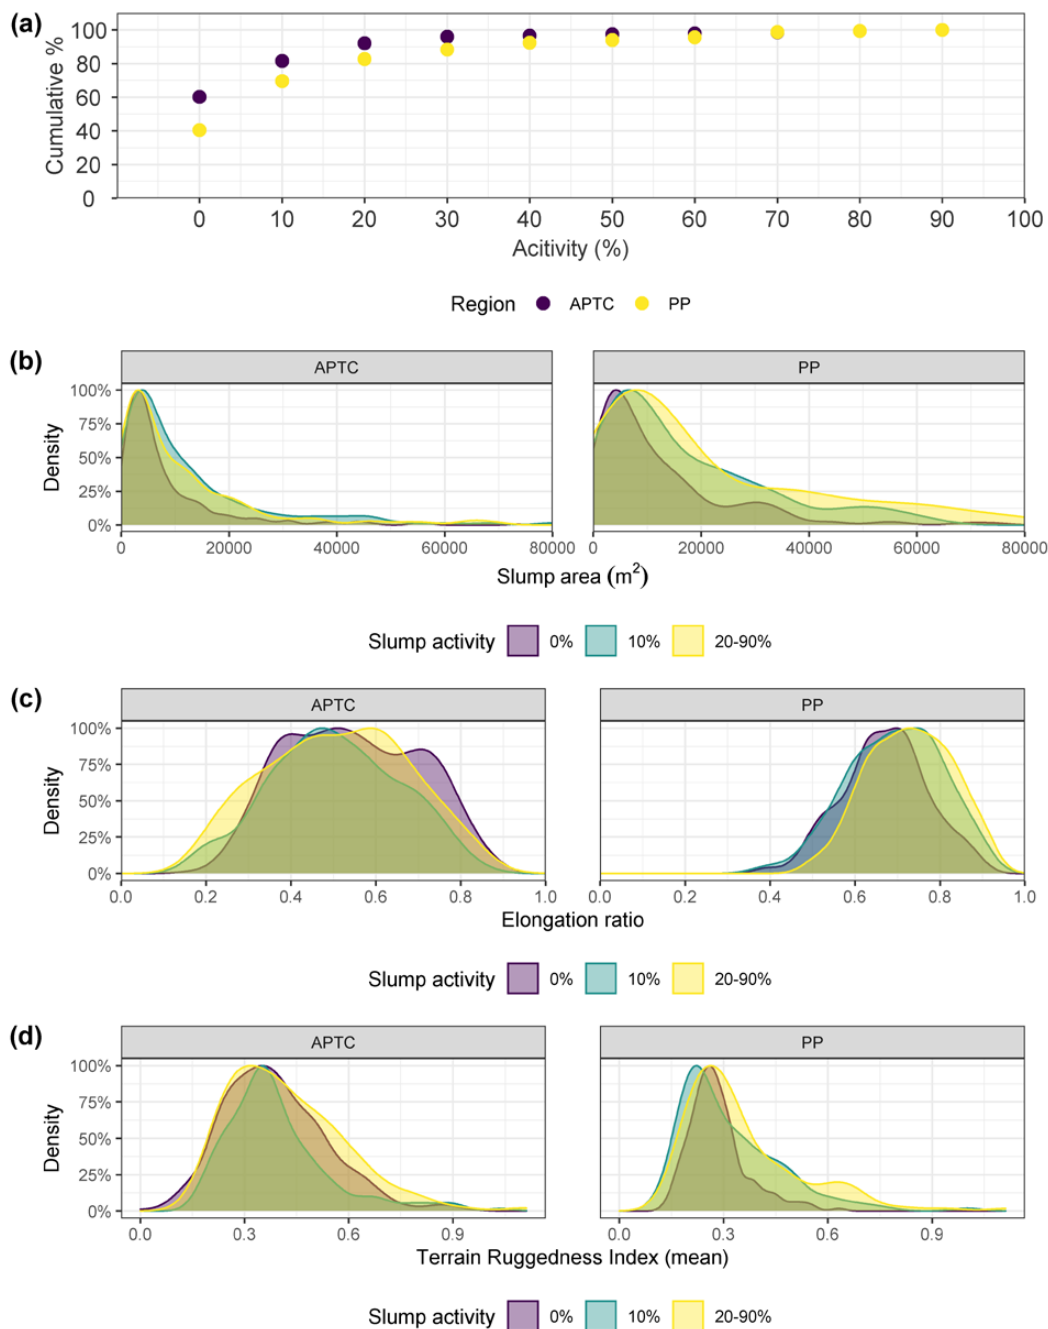 (a)
Cumulative %
100
80
60
40
20
0
0 10 20 30 40 50 60 70 80 90 100
Acitivity (%)
Region APTC PP
(b)
APTC PP
Density
100%
75%
50%
25%
0%
0 20000 40000 60000 80000 0 20000 40000 60000 80000
Slump area (m²)
Slump activity 0% 10% 20-90%
(c)
APTC PP
Density
100%
75%
50%
25%
0%
0.0 0.2 0.4 0.6 0.8 1.0 0.0 0.2 0.4 0.6 0.8 1.0
Elongation ratio
Slump activity 0% 10% 20-90%
(d)
APTC PP
Density
100%
75%
50%
25%
0%
0.0 0.3 0.6 0.9 0.0 0.3 0.6 0.9
Terrain Ruggedness Index (mean)
Slump activity 0% 10% 20-90%